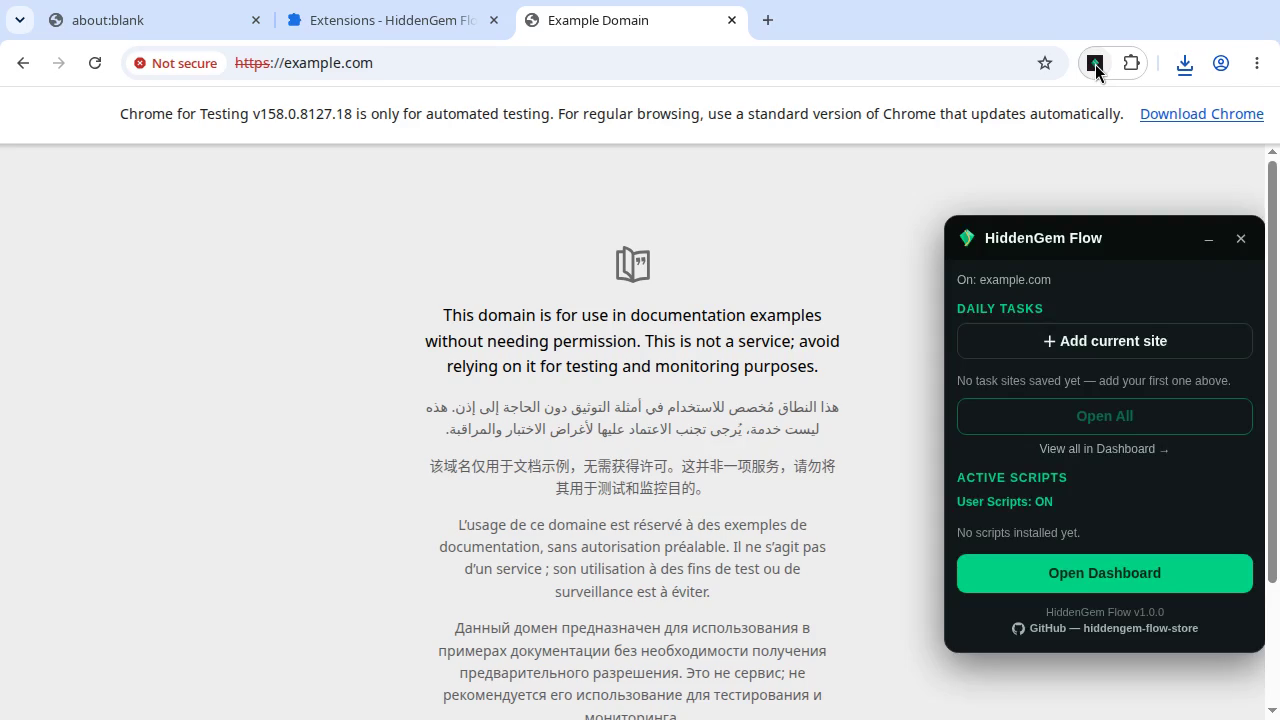 about:blank
Extensions - HiddenGem Flo
Example Domain
Not secure
https://example.com
Chrome for Testing v158.0.8127.18 is only for automated testing. For regular browsing, use a standard version of Chrome that updates automatically.
Download Chrome
This domain is for use in documentation examples
without needing permission. This is not a service; avoid
relying on it for testing and monitoring purposes.
هذا النطاق مُخصص للاستخدام في أمثلة التوثيق دون الحاجة إلى إذن. هذه
ليست خدمة، يُرجى تجنب الاعتماد عليها لأغراض الاختبار والمراقبة.
该域名仅用于文档示例，无需获得许可。这并非一项服务，请勿将
其用于测试和监控目的。
L’usage de ce domaine est réservé à des exemples de
documentation, sans autorisation préalable. Il ne s’agit pas
d’un service ; son utilisation à des fins de test ou de
surveillance est à éviter.
Данный домен предназначен для использования в
примерах документации без необходимости получения
предварительного разрешения. Это не сервис; не
рекомендуется его использование для тестирования и
мониторинга.
HiddenGem Flow
On: example.com
DAILY TASKS
+ Add current site
No task sites saved yet — add your first one above.
Open All
View all in Dashboard →
ACTIVE SCRIPTS
User Scripts: ON
No scripts installed yet.
Open Dashboard
HiddenGem Flow v1.0.0
GitHub — hiddengem-flow-store